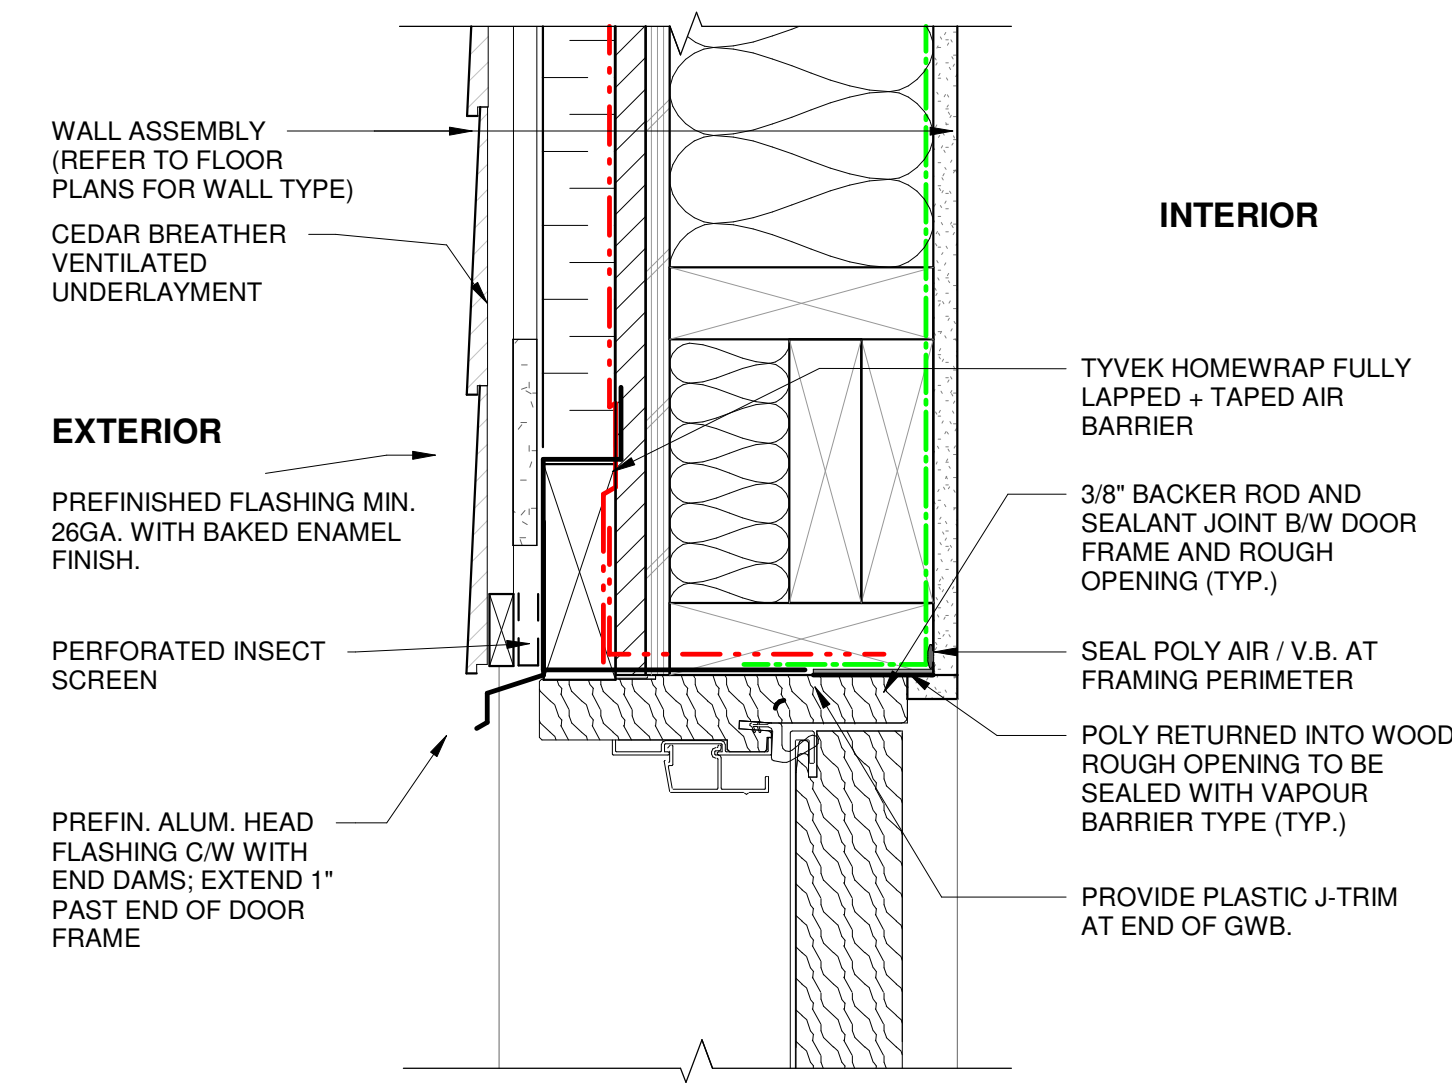 WALL ASSEMBLY
(REFER TO FLOOR
PLANS FOR WALL TYPE)
CEDAR BREATHER
VENTILATED
UNDERLAYMENT
EXTERIOR
PREFINISHED FLASHING MIN.
26GA. WITH BAKED ENAMEL
FINISH.
PERFORATED INSECT
SCREEN
PREFIN. ALUM. HEAD
FLASHING C/W WITH
END DAMS; EXTEND 1"
PAST END OF DOOR
FRAME
INTERIOR
TYVEK HOMEWRAP FULLY
LAPPED + TAPED AIR
BARRIER
3/8" BACKER ROD AND
SEALANT JOINT B/W DOOR
FRAME AND ROUGH
OPENING (TYP.)
SEAL POLY AIR / V.B. AT
FRAMING PERIMETER
POLY RETURNED INTO WOOD
ROUGH OPENING TO BE
SEALED WITH VAPOUR
BARRIER TYPE (TYP.)
PROVIDE PLASTIC J-TRIM
AT END OF GWB.